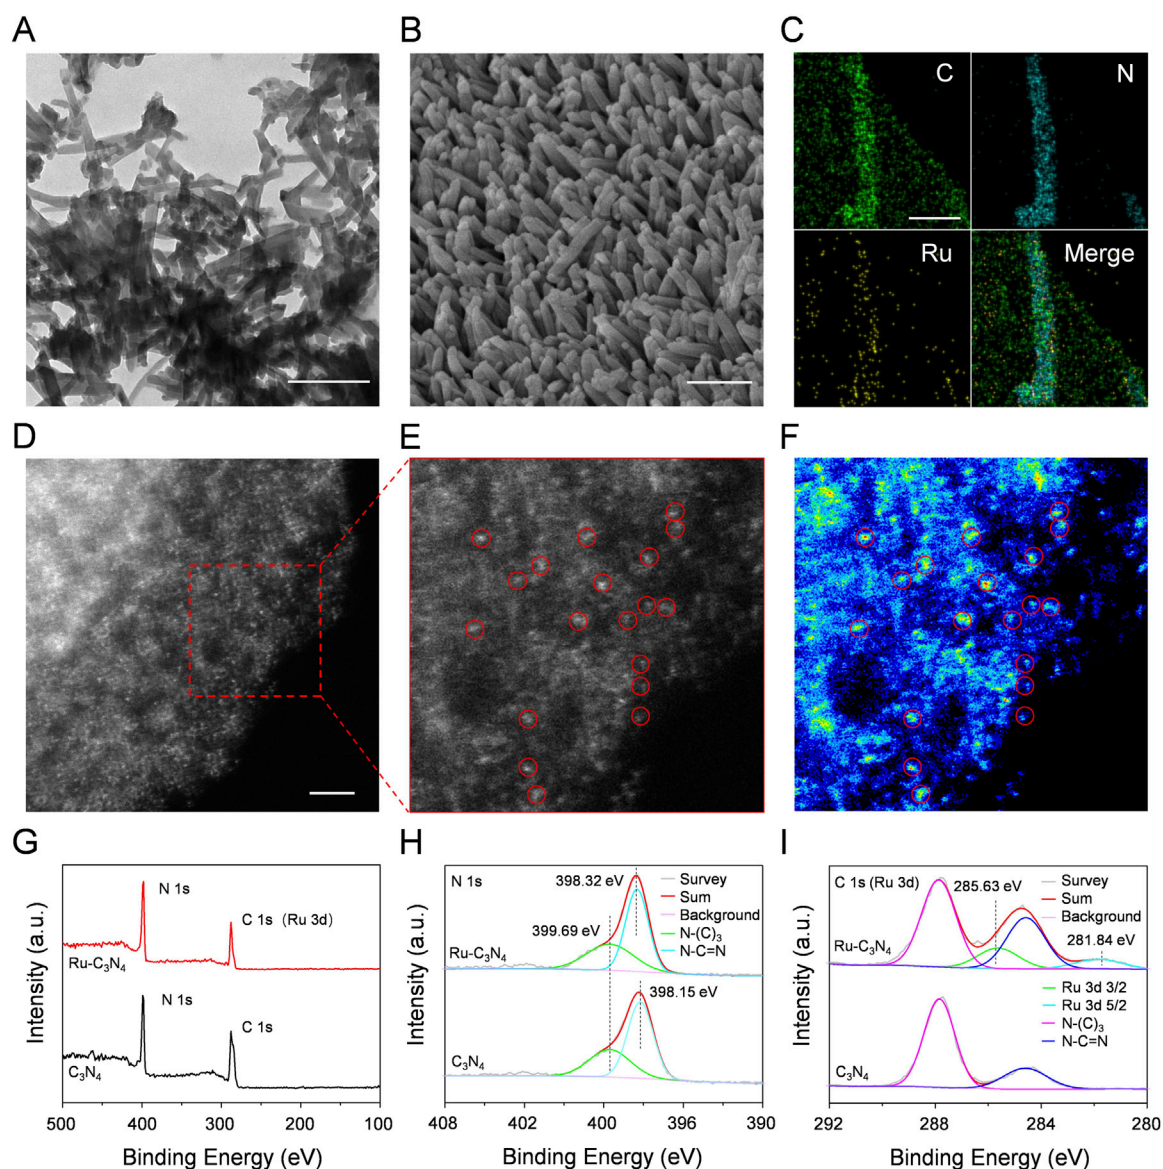 A
B
C
C
N
Ru
Merge
D
E
F
G
N 1s
C 1s (Ru 3d)
Ru-C₃N₄
N 1s
C 1s
C₃N₄
Intensity (a.u.)
500 400 300 200 100
Binding Energy (eV)
H
N 1s
398.32 eV
399.69 eV
Survey
Sum
Background
N-(C)₃
N-C=N
Ru-C₃N₄
398.15 eV
C₃N₄
Intensity (a.u.)
408 402 400 396 390
Binding Energy (eV)
I
C 1s (Ru 3d)
285.63 eV
Survey
Sum
Background
Ru-C₃N₄
281.84 eV
Ru 3d 3/2
Ru 3d 5/2
N-(C)₃
N-C=N
C₃N₄
Intensity (a.u.)
292 288 284 280
Binding Energy (eV)